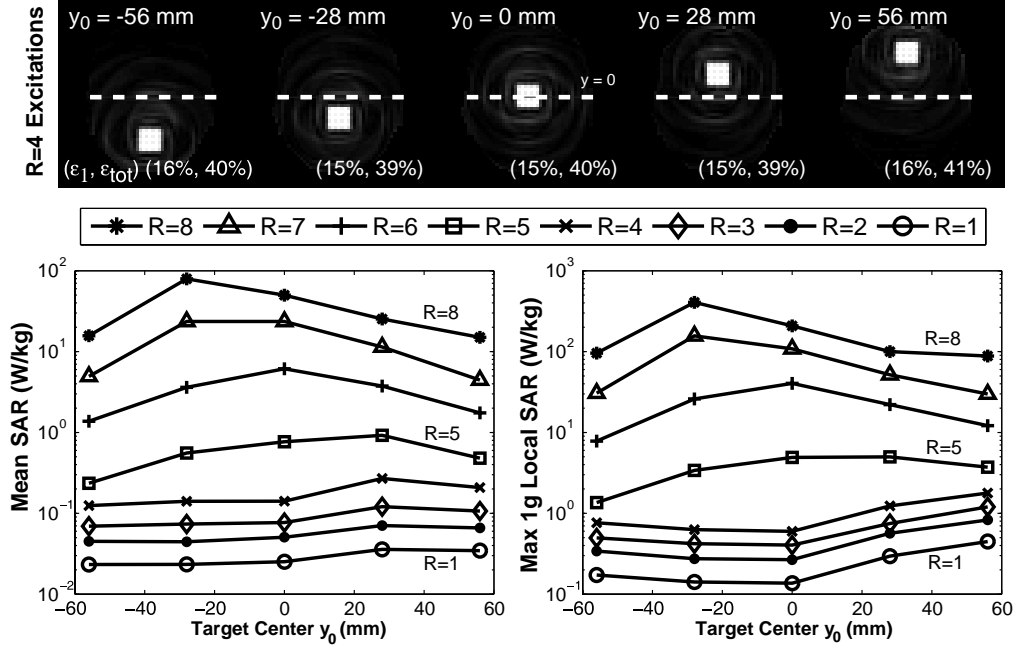 y0 = -56 mm y0 = -28 mm y0 = 0 mm y0 = 28 mm y0 = 56 mm
R=4 Excitations
y = 0
(ε1, εtot) (16%, 40%) (15%, 39%) (15%, 40%) (15%, 39%) (16%, 41%)
R=8 R=7 R=6 R=5 R=4 R=3 R=2 R=1
Mean SAR (W/kg)
10^2
10^1
10^0
10^−1
10^−2
R=8
R=5
R=1
−60 −40 −20 0 20 40 60
Target Center y0 (mm)
Max 1g Local SAR (W/kg)
10^3
10^2
10^1
10^0
10^−1
R=8
R=5
R=1
−60 −40 −20 0 20 40 60
Target Center y0 (mm)